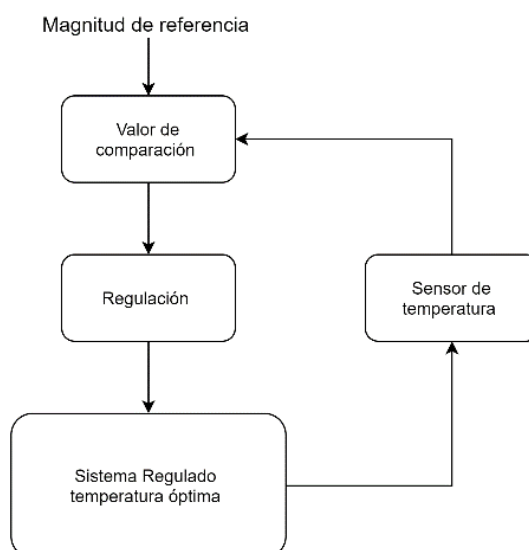 Magnitud de referencia
Valor de
comparación
Regulación
Sensor de
temperatura
Sistema Regulado
temperatura óptima